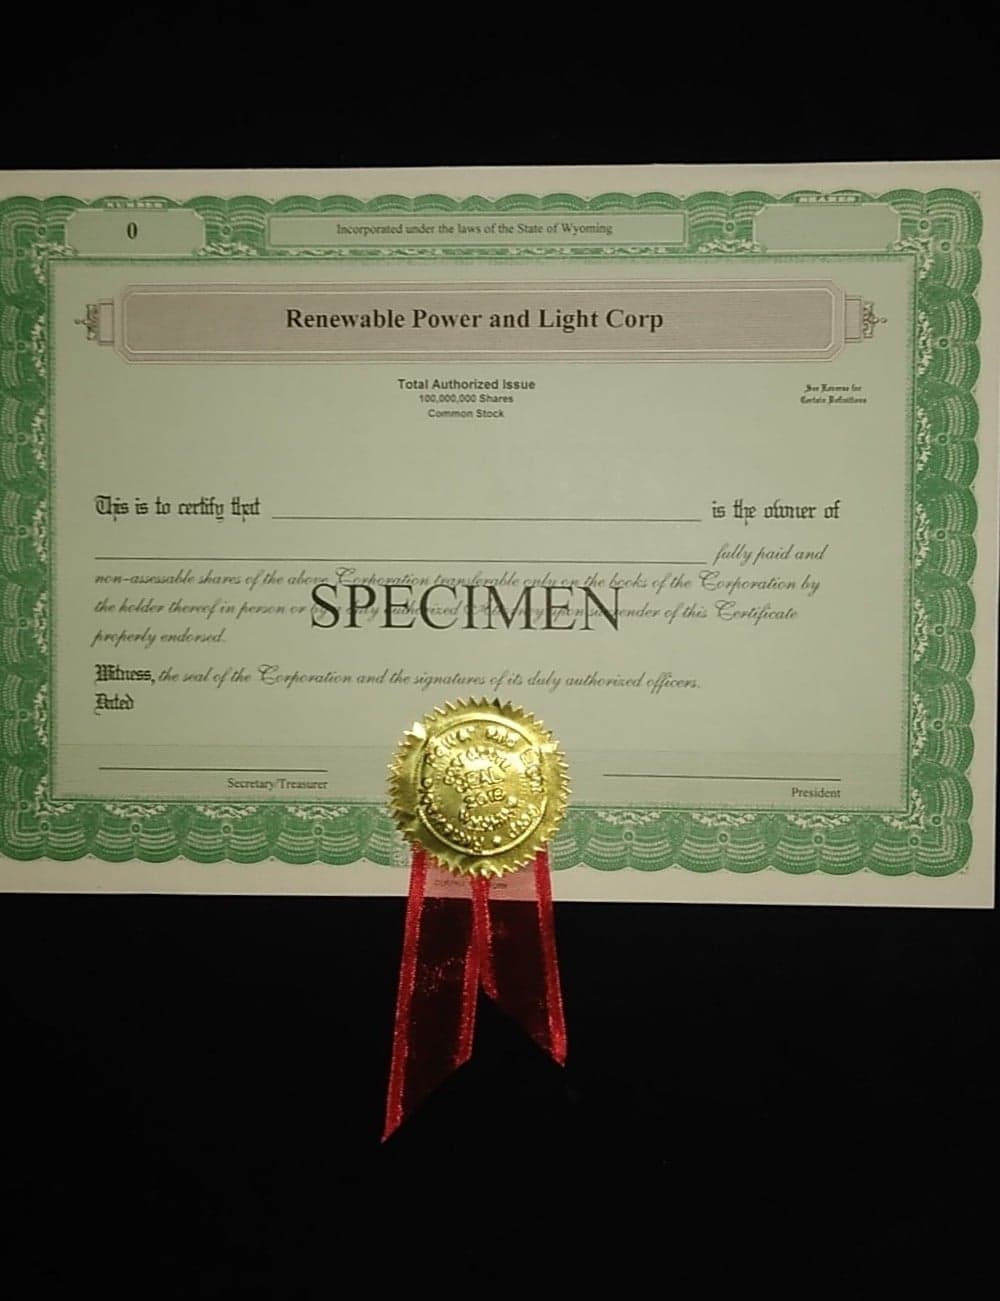 NUMBER
SHARES
0
Incorporated under the laws of the State of Wyoming
Renewable Power and Light Corp
Total Authorized Issue
100,000,000 Shares
Common Stock
See Reverse for
Certain Definitions
This is to certify that is the owner of
fully paid and
non-assessable shares of the above Corporation transferable only on the books of the Corporation by
the holder thereof in person or by duly authorized Attorney upon surrender of this Certificate
properly endorsed.
SPECIMEN
Witness, the seal of the Corporation and the signatures of its duly authorized officers.
Dated
Secretary/Treasurer
President
SEAL